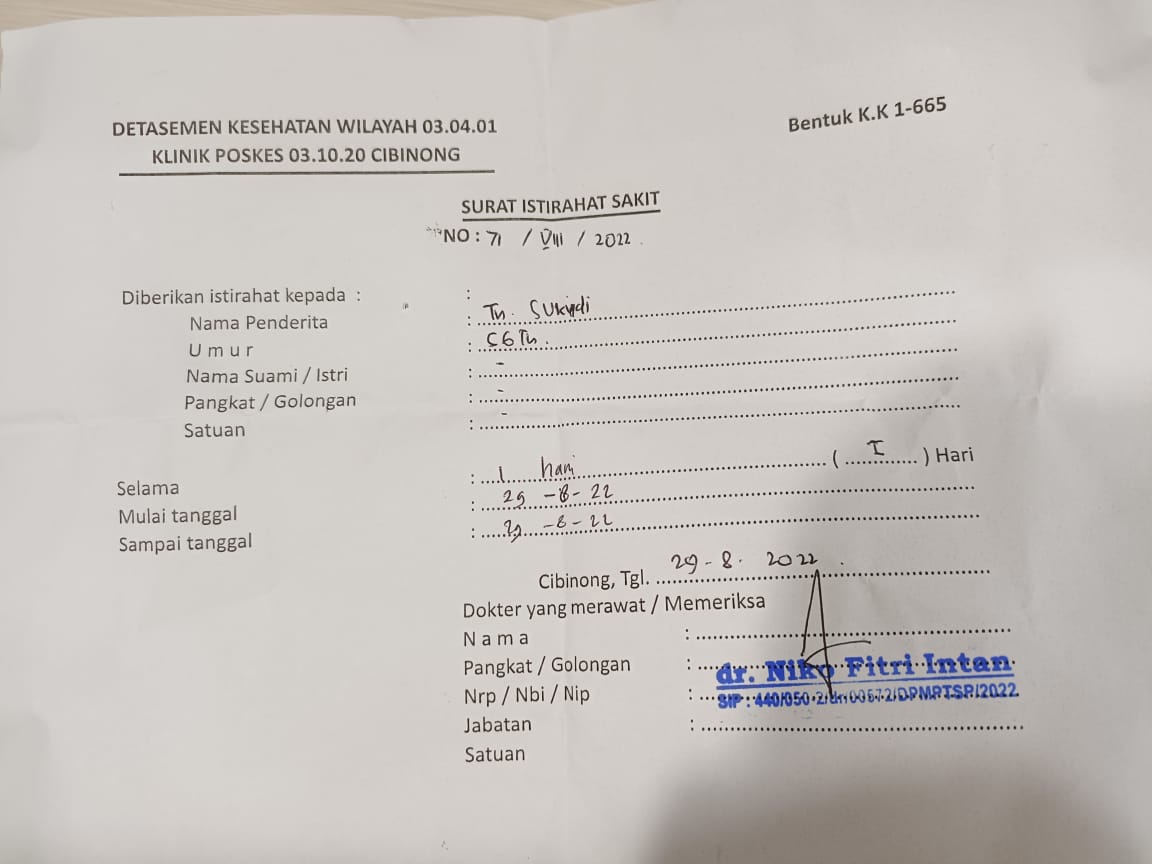 DETASEMEN KESEHATAN WILAYAH 03.04.01
KLINIK POSKES 03.10.20 CIBINONG
Bentuk K.K 1-665
SURAT ISTIRAHAT SAKIT
NO : 71 / VIII / 2022
Diberikan istirahat kepada : :
Nama Penderita : Tn. Sukiydi
U m u r : 56 Tn.
Nama Suami / Istri : -
Pangkat / Golongan : -
Satuan : -
Selama : 1 hari ( I ) Hari
Mulai tanggal : 29 -8- 22
Sampai tanggal : 29 -8- 22
Cibinong, Tgl. 29 - 8 . 2022
Dokter yang merawat / Memeriksa
N a m a :
Pangkat / Golongan : dr. Niko Fitri Intan
Nrp / Nbi / Nip : SIP : 440/050.2/ 00572/DPMPTSP/2022
Jabatan :
Satuan